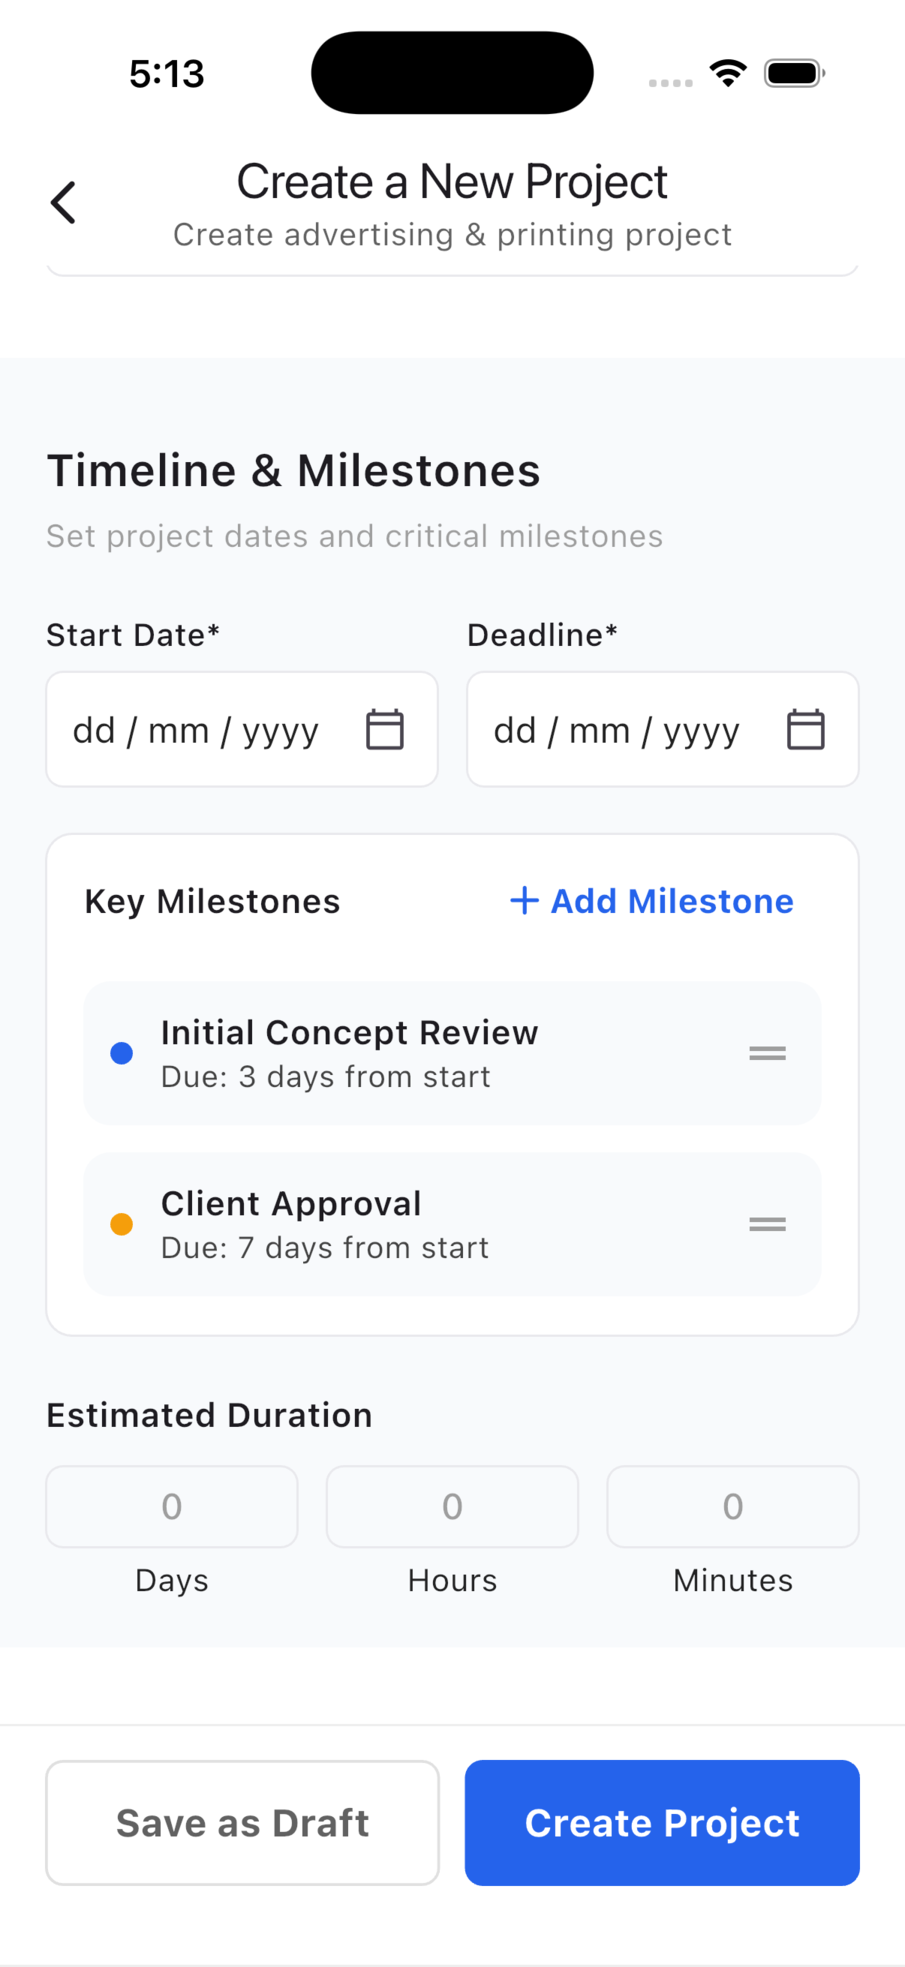 5:13
Create a New Project
Create advertising & printing project
Timeline & Milestones
Set project dates and critical milestones
Start Date* Deadline*
dd / mm / yyyy dd / mm / yyyy
Key Milestones + Add Milestone
Initial Concept Review
Due: 3 days from start
Client Approval
Due: 7 days from start
Estimated Duration
0 0 0
Days Hours Minutes
Save as Draft Create Project